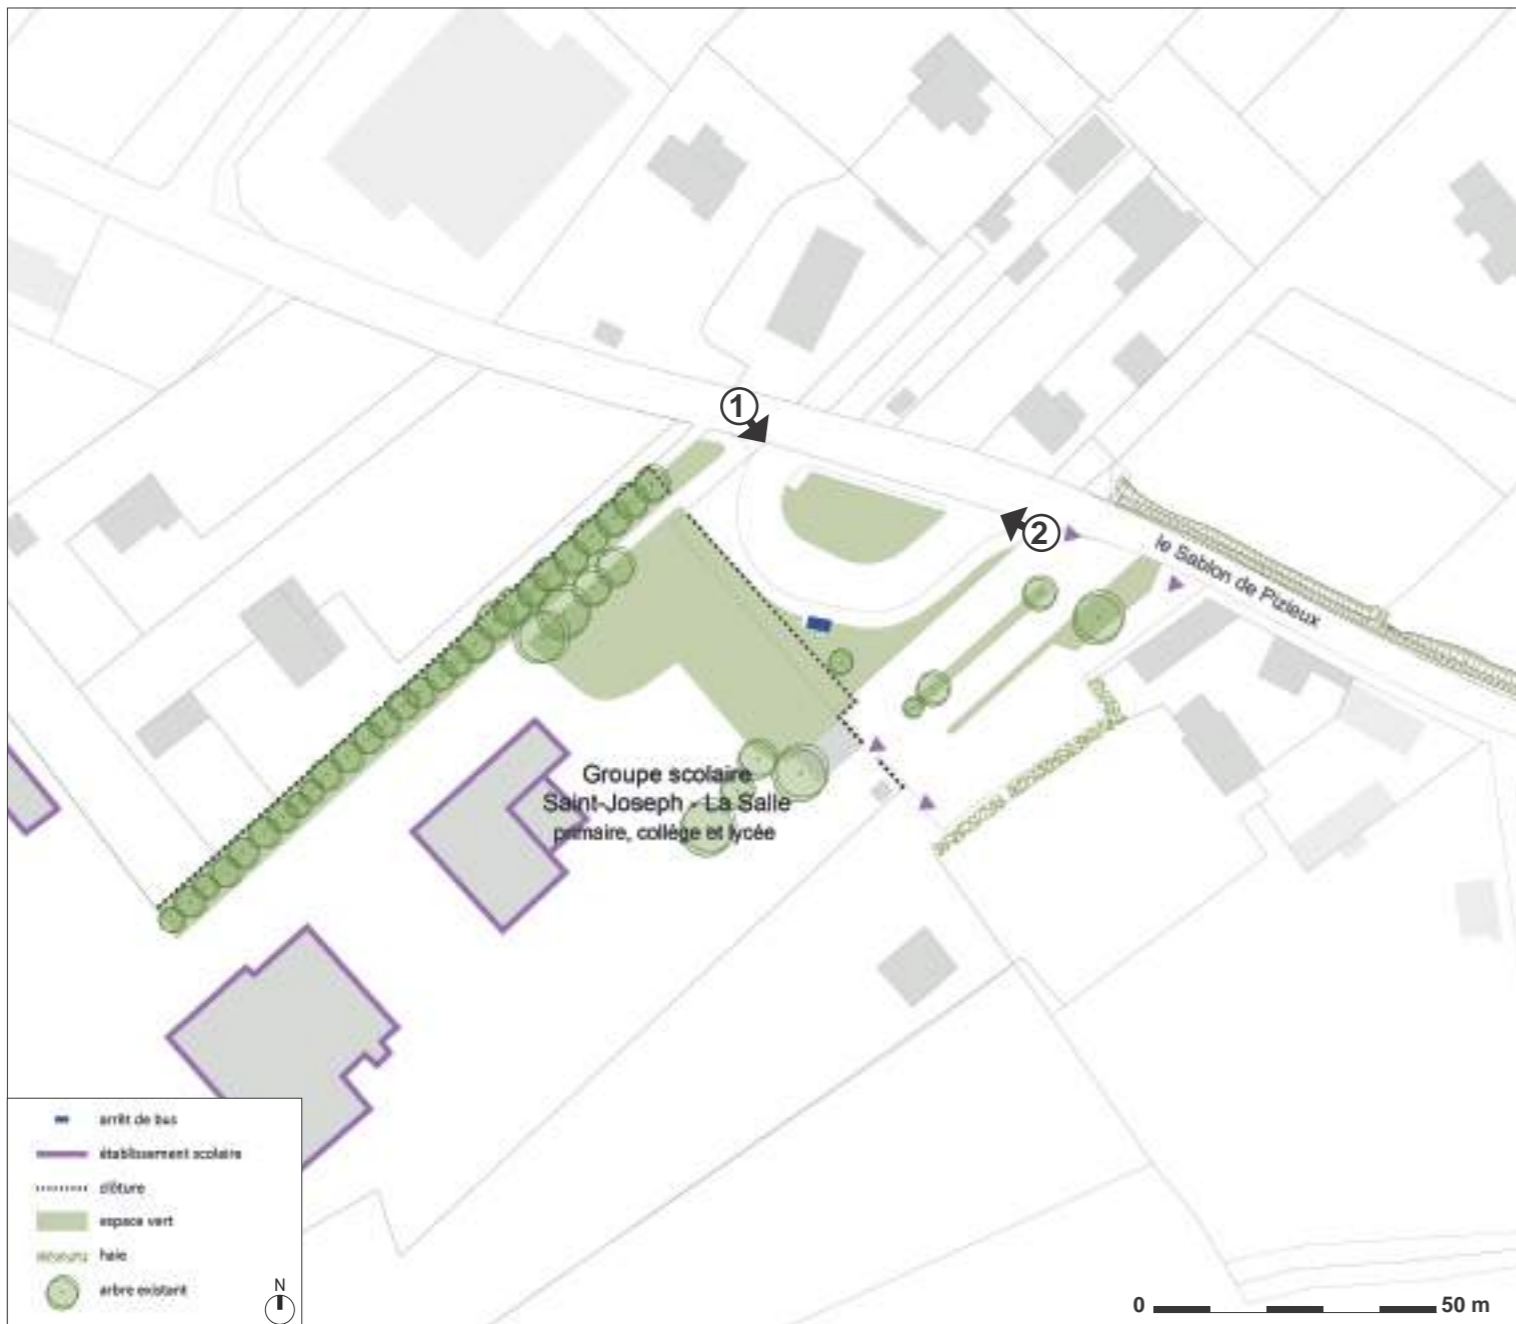 1
2
le Sablon de Pizieux
Groupe scolaire
Saint-Joseph - La Salle
primaire, collège et lycée
arrêt de bus
établissement scolaire
clôture
espace vert
haie
arbre existant
N
0 50 m